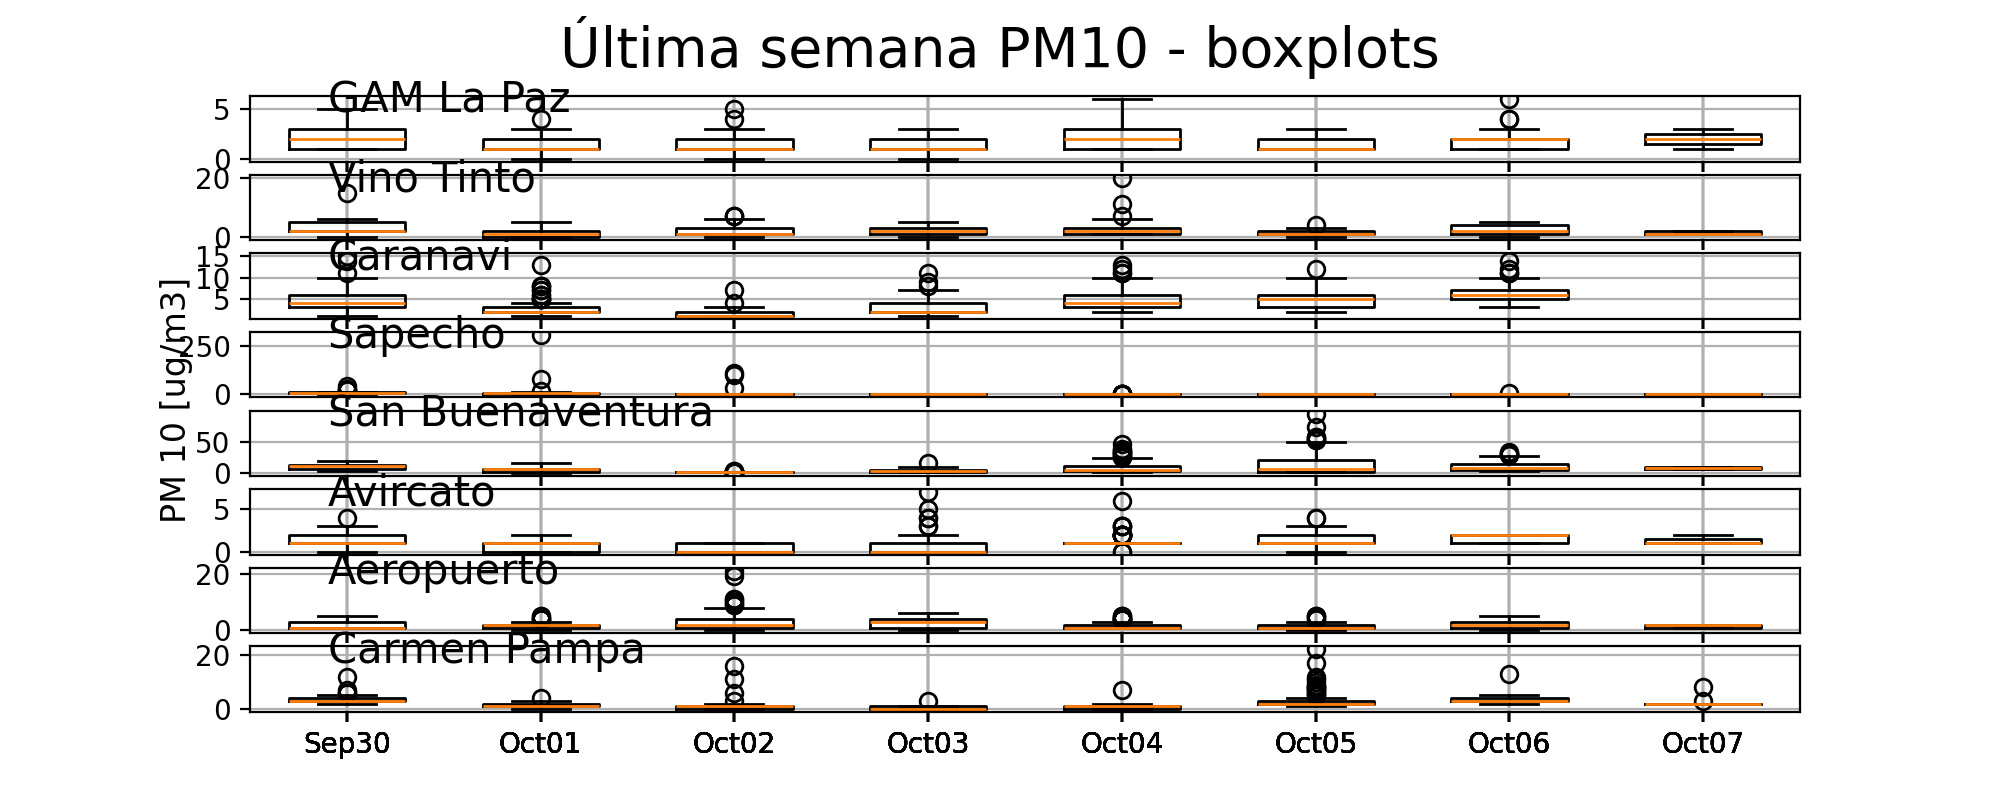 Última semana PM10 - boxplots
PM 10 [ug/m3]
GAM La Paz
5
0
Vino Tinto
20
0
Caranavi
15
10
5
Sapecho
250
0
San Buenaventura
50
0
Avircato
5
0
Aeropuerto
20
0
Carmen Pampa
20
0
Sep30 Oct01 Oct02 Oct03 Oct04 Oct05 Oct06 Oct07